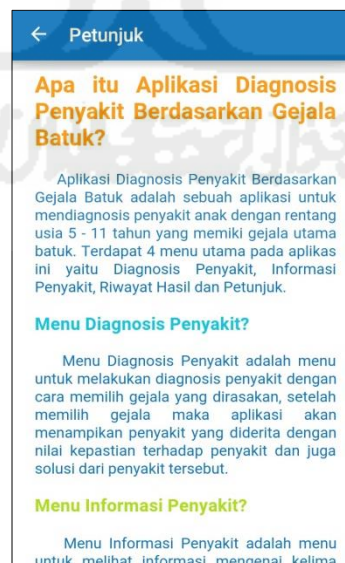 Petunjuk
Apa itu Aplikasi Diagnosis
Penyakit Berdasarkan Gejala
Batuk?
Aplikasi Diagnosis Penyakit Berdasarkan
Gejala Batuk adalah sebuah aplikasi untuk
mendiagnosis penyakit anak dengan rentang
usia 5 - 11 tahun yang memiki gejala utama
batuk. Terdapat 4 menu utama pada aplikas
ini yaitu Diagnosis Penyakit, Informasi
Penyakit, Riwayat Hasil dan Petunjuk.
Menu Diagnosis Penyakit?
Menu Diagnosis Penyakit adalah menu
untuk melakukan diagnosis penyakit dengan
cara memilih gejala yang dirasakan, setelah
memilih gejala maka aplikasi akan
menampikan penyakit yang diderita dengan
nilai kepastian terhadap penyakit dan juga
solusi dari penyakit tersebut.
Menu Informasi Penyakit?
Menu Informasi Penyakit adalah menu
untuk melihat informasi mengenai kelima